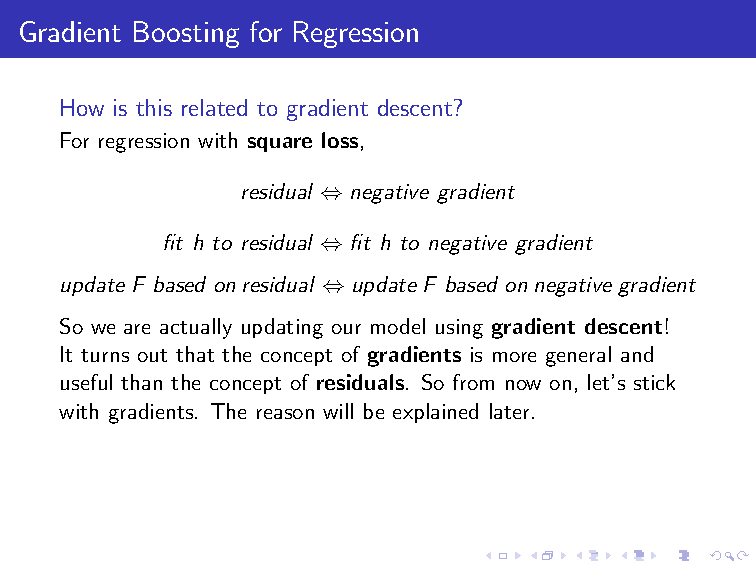 Gradient Boosting for Regression
How is this related to gradient descent?
For regression with square loss,
residual ⇔ negative gradient
fit h to residual ⇔ fit h to negative gradient
update F based on residual ⇔ update F based on negative gradient
So we are actually updating our model using gradient descent!
It turns out that the concept of gradients is more general and
useful than the concept of residuals. So from now on, let's stick
with gradients. The reason will be explained later.